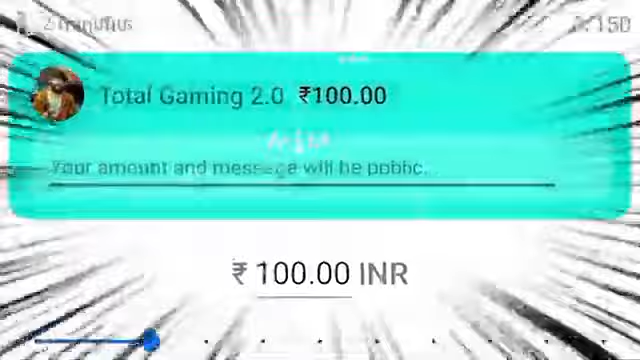 Total Gaming 2.0 ₹100.00
Your amount and message will be public.
₹ 100.00 INR